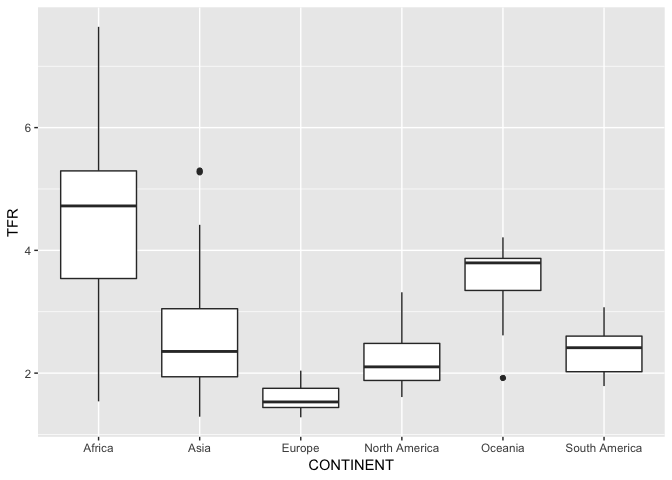 TFR
6
4
2
Africa Asia Europe North America Oceania South America
CONTINENT